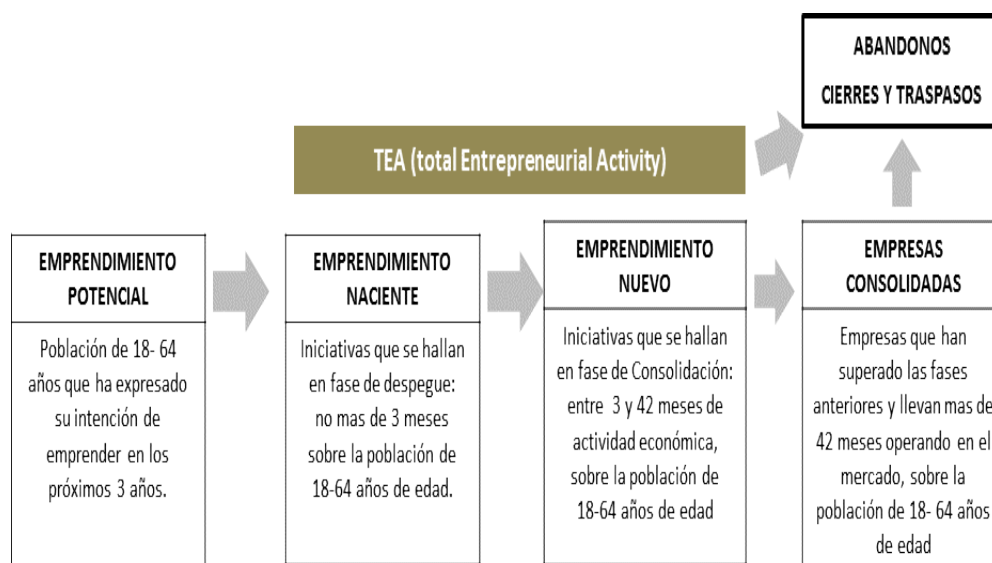 ABANDONOS
CIERRES Y TRASPASOS
TEA (total Entrepreneurial Activity)
EMPRENDIMIENTO
POTENCIAL
Población de 18- 64
años que ha expresado
su intención de
emprender en los
próximos 3 años.
EMPRENDIMIENTO
NACIENTE
Iniciativas que se hallan
en fase de despegue:
no mas de 3 meses
sobre la población de
18-64 años de edad.
EMPRENDIMIENTO
NUEVO
Iniciativas que se hallan
en fase de Consolidación:
entre 3 y 42 meses de
actividad económica,
sobre la población de
18-64 años de edad
EMPRESAS
CONSOLIDADAS
Empresas que han
superado las fases
anteriores y llevan mas de
42 meses operando en el
mercado, sobre la
población de 18- 64 años
de edad